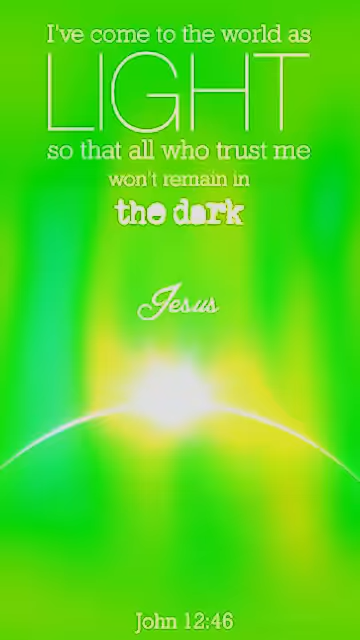 I've come to the world as
LIGHT
so that all who trust me
won't remain in
the dark
Jesus
John 12:46